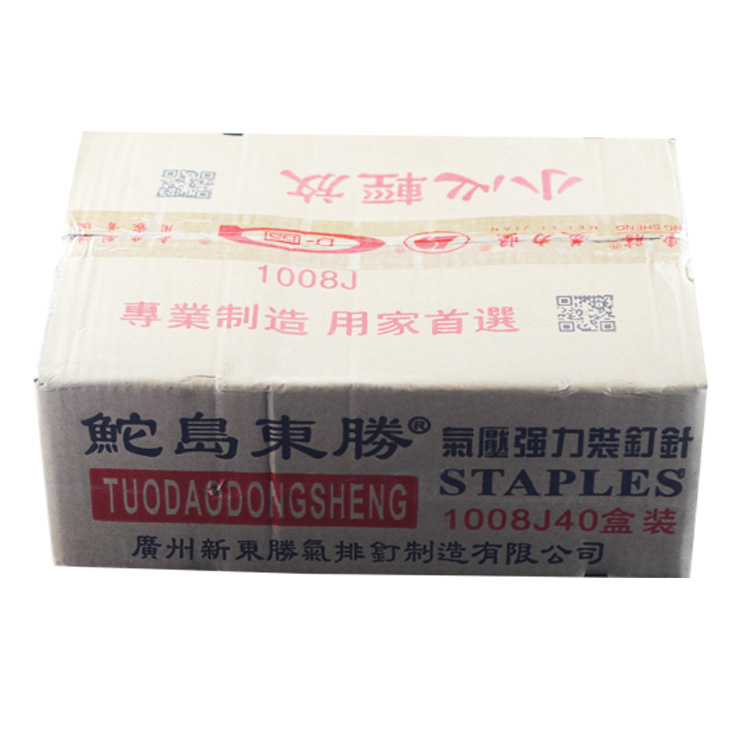 小心輕放
1008J
專業制造 用家首選
鮀島東勝®
氣壓强力裝釘針
TUODAODONGSHENG
STAPLES
1008J40盒装
廣州新東勝氣排釘制造有限公司